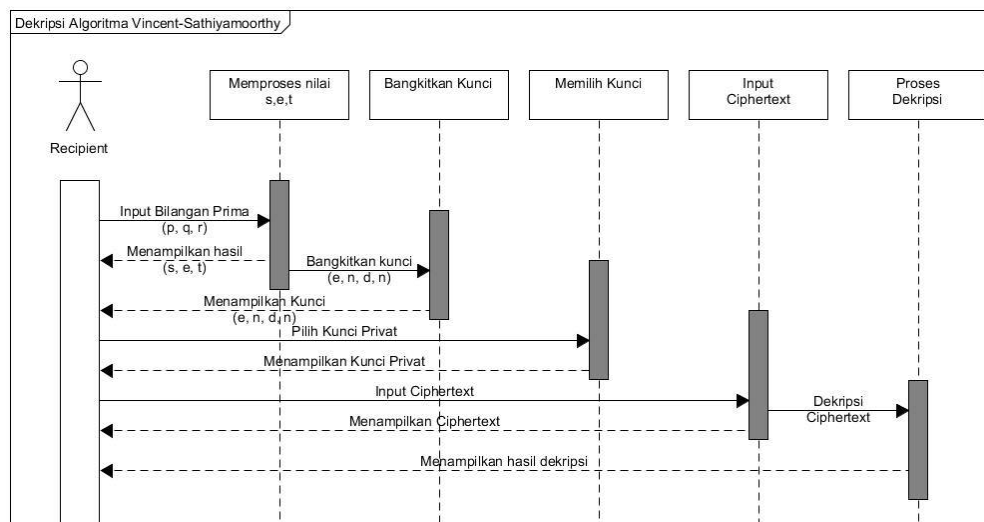 Dekripsi Algoritma Vincent-Sathiyamoorthy
Recipient
Memproses nilai
s,e,t
Bangkitkan Kunci
Memilih Kunci
Input
Ciphertext
Proses
Dekripsi
Input Bilangan Prima
(p, q, r)
Menampilkan hasil
(s, e, t)
Bangkitkan kunci
(e, n, d, n)
Menampilkan Kunci
(e, n, d, n)
Pilih Kunci Privat
Menampilkan Kunci Privat
Input Ciphertext
Dekripsi
Ciphertext
Menampilkan Ciphertext
Menampilkan hasil dekripsi